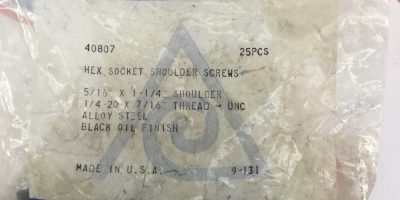 40807 25PCS
HEX SOCKET SHOULDER SCREWS
5/16" X 1-1/4" SHOULDER
1/4-20 X 7/16" THREAD - UNC
ALLOY STEEL
BLACK OIL FINISH
MADE IN U.S.A. 9-131